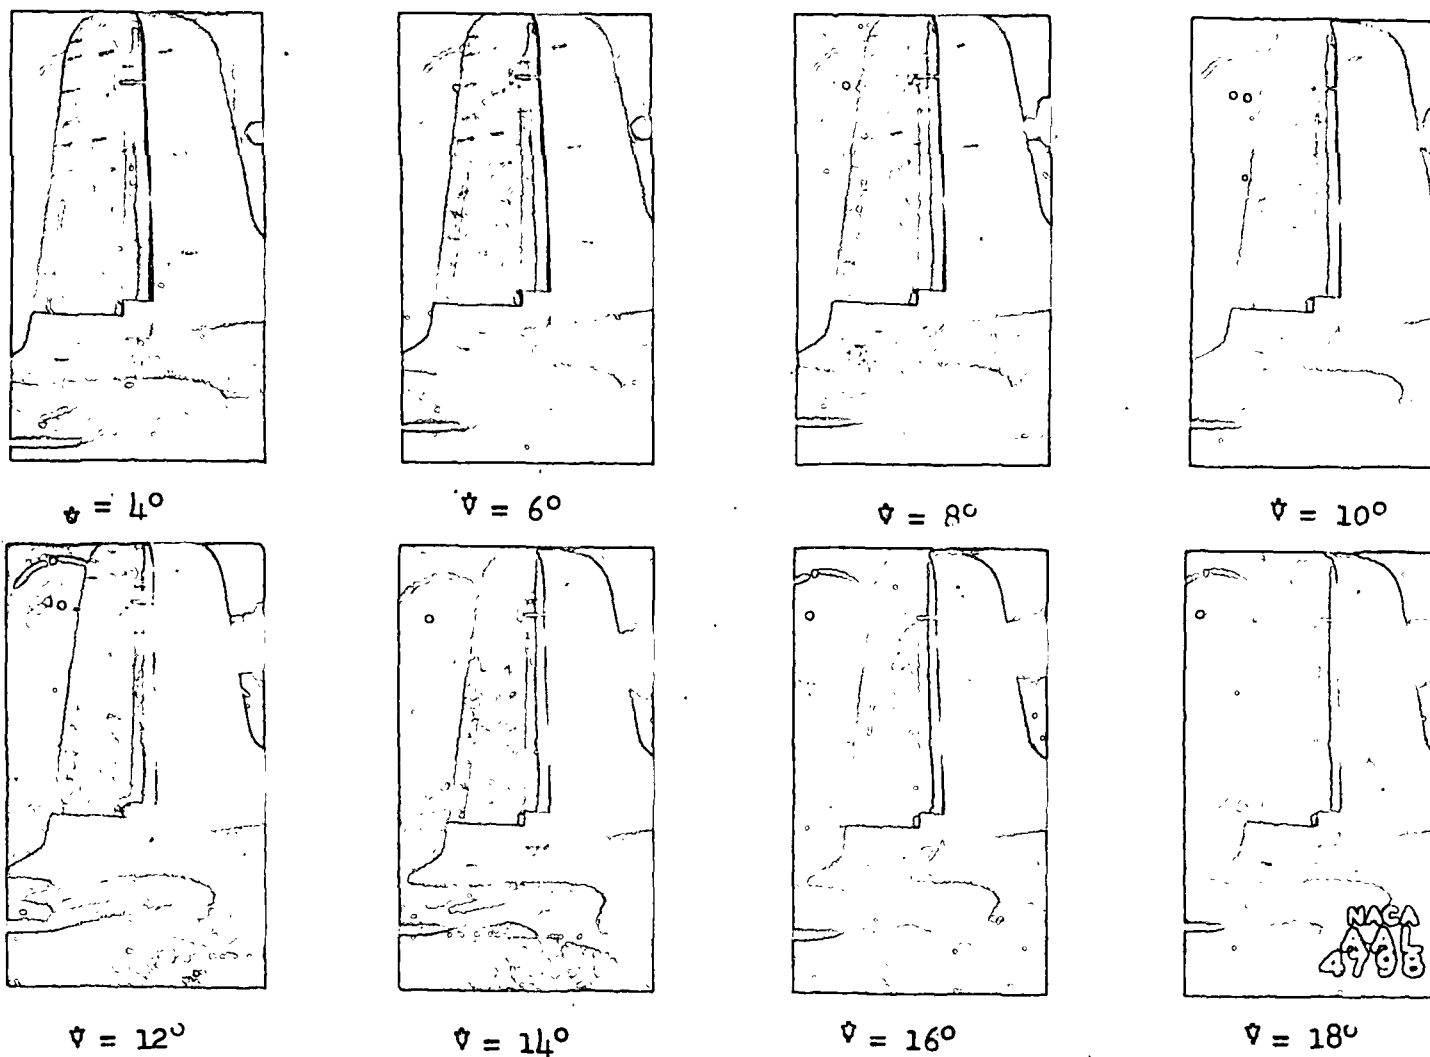 ψ = 4°
ψ = 6°
ψ = 8°
ψ = 10°
NACA
AAL
4798
ψ = 12°
ψ = 14°
ψ = 16°
ψ = 18°